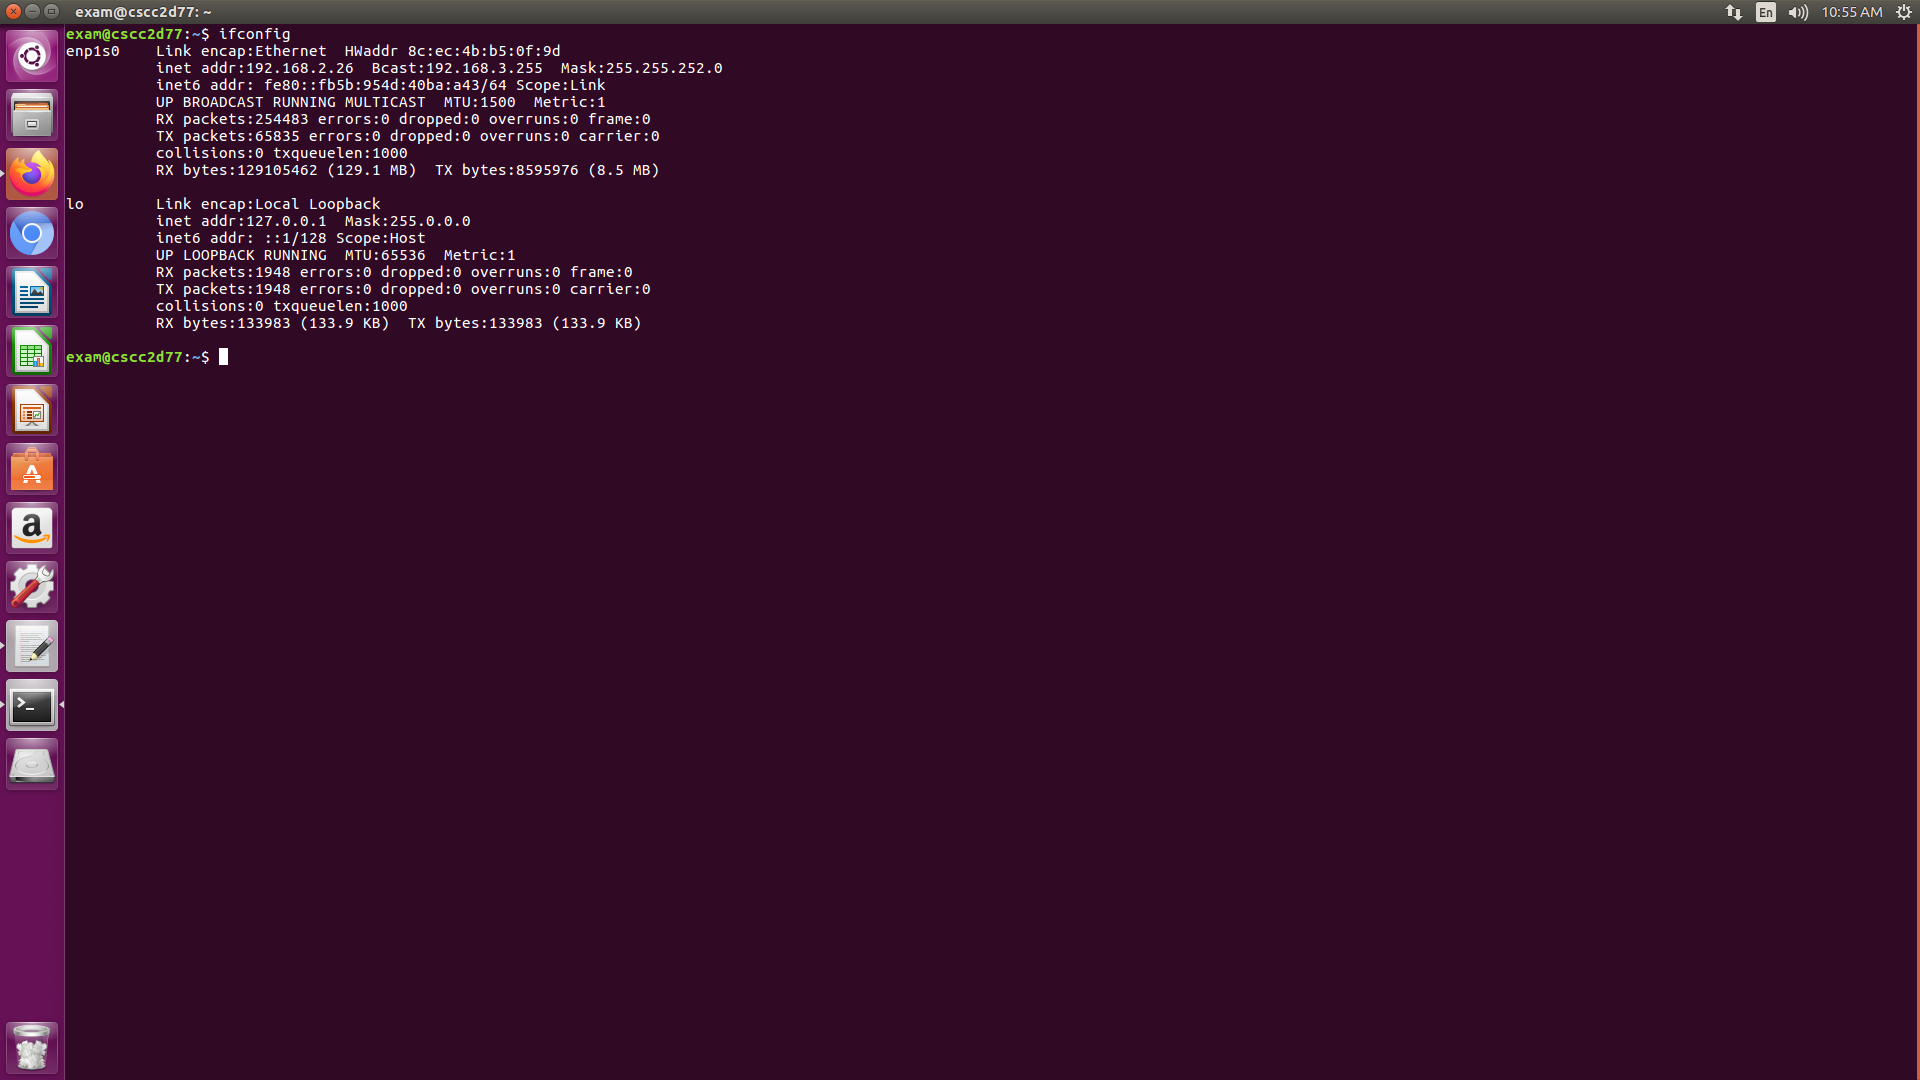 exam@cscc2d77: ~
En
10:55 AM
exam@cscc2d77:~$ ifconfig
enp1s0    Link encap:Ethernet  HWaddr 8c:ec:4b:b5:0f:9d
          inet addr:192.168.2.26  Bcast:192.168.3.255  Mask:255.255.252.0
          inet6 addr: fe80::fb5b:954d:40ba:a43/64 Scope:Link
          UP BROADCAST RUNNING MULTICAST  MTU:1500  Metric:1
          RX packets:254483 errors:0 dropped:0 overruns:0 frame:0
          TX packets:65835 errors:0 dropped:0 overruns:0 carrier:0
          collisions:0 txqueuelen:1000
          RX bytes:129105462 (129.1 MB)  TX bytes:8595976 (8.5 MB)

lo        Link encap:Local Loopback
          inet addr:127.0.0.1  Mask:255.0.0.0
          inet6 addr: ::1/128 Scope:Host
          UP LOOPBACK RUNNING  MTU:65536  Metric:1
          RX packets:1948 errors:0 dropped:0 overruns:0 frame:0
          TX packets:1948 errors:0 dropped:0 overruns:0 carrier:0
          collisions:0 txqueuelen:1000
          RX bytes:133983 (133.9 KB)  TX bytes:133983 (133.9 KB)

exam@cscc2d77:~$